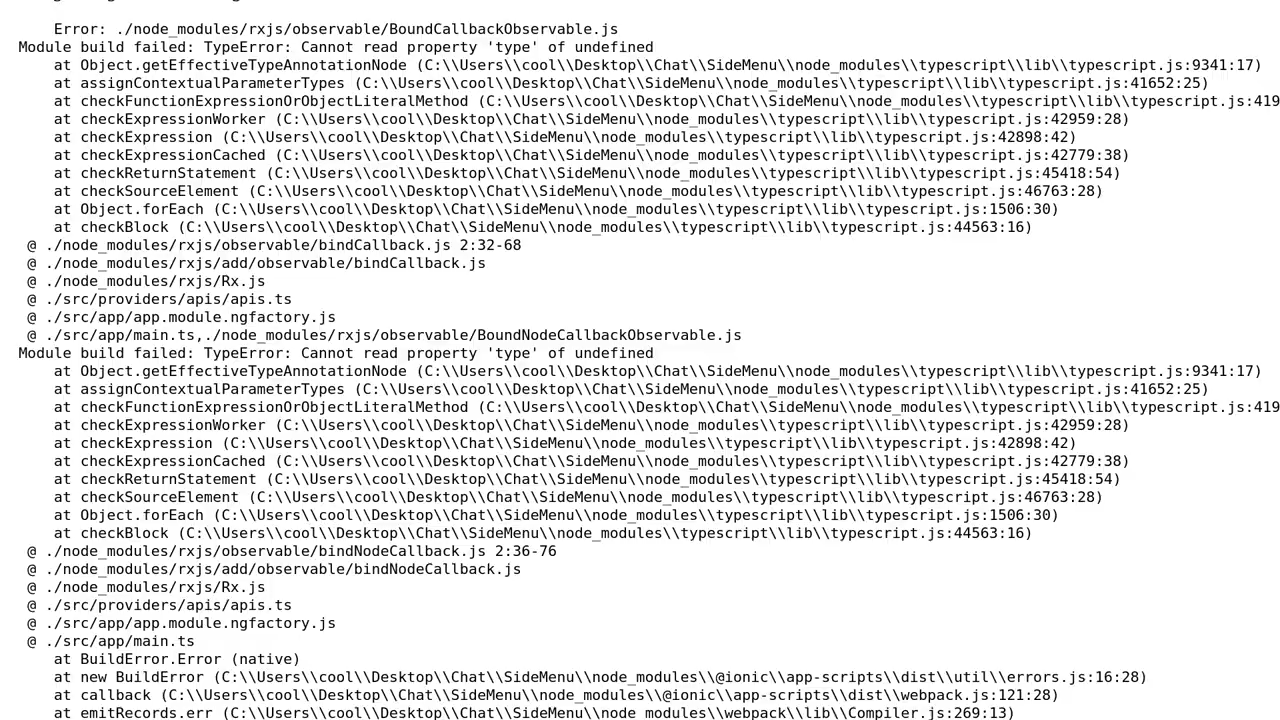 Error: ./node_modules/rxjs/observable/BoundCallbackObservable.js
Module build failed: TypeError: Cannot read property 'type' of undefined
at Object.getEffectiveTypeAnnotationNode (C:\\Users\\cool\\Desktop\\Chat\\SideMenu\\node_modules\\typescript\\lib\\typescript.js:9341:17)
at assignContextualParameterTypes (C:\\Users\\cool\\Desktop\\Chat\\SideMenu\\node_modules\\typescript\\lib\\typescript.js:41652:25)
at checkFunctionExpressionOrObjectLiteralMethod (C:\\Users\\cool\\Desktop\\Chat\\SideMenu\\node_modules\\typescript\\lib\\typescript.js:419
at checkExpressionWorker (C:\\Users\\cool\\Desktop\\Chat\\SideMenu\\node_modules\\typescript\\lib\\typescript.js:42959:28)
at checkExpression (C:\\Users\\cool\\Desktop\\Chat\\SideMenu\\node_modules\\typescript\\lib\\typescript.js:42898:42)
at checkExpressionCached (C:\\Users\\cool\\Desktop\\Chat\\SideMenu\\node_modules\\typescript\\lib\\typescript.js:42779:38)
at checkReturnStatement (C:\\Users\\cool\\Desktop\\Chat\\SideMenu\\node_modules\\typescript\\lib\\typescript.js:45418:54)
at checkSourceElement (C:\\Users\\cool\\Desktop\\Chat\\SideMenu\\node_modules\\typescript\\lib\\typescript.js:46763:28)
at Object.forEach (C:\\Users\\cool\\Desktop\\Chat\\SideMenu\\node_modules\\typescript\\lib\\typescript.js:1506:30)
at checkBlock (C:\\Users\\cool\\Desktop\\Chat\\SideMenu\\node_modules\\typescript\\lib\\typescript.js:44563:16)
@ ./node_modules/rxjs/observable/bindCallback.js 2:32-68
@ ./node_modules/rxjs/add/observable/bindCallback.js
@ ./node_modules/rxjs/Rx.js
@ ./src/providers/apis/apis.ts
@ ./src/app/app.module.ngfactory.js
@ ./src/app/main.ts,./node_modules/rxjs/observable/BoundNodeCallbackObservable.js
Module build failed: TypeError: Cannot read property 'type' of undefined
at Object.getEffectiveTypeAnnotationNode (C:\\Users\\cool\\Desktop\\Chat\\SideMenu\\node_modules\\typescript\\lib\\typescript.js:9341:17)
at assignContextualParameterTypes (C:\\Users\\cool\\Desktop\\Chat\\SideMenu\\node_modules\\typescript\\lib\\typescript.js:41652:25)
at checkFunctionExpressionOrObjectLiteralMethod (C:\\Users\\cool\\Desktop\\Chat\\SideMenu\\node_modules\\typescript\\lib\\typescript.js:419
at checkExpressionWorker (C:\\Users\\cool\\Desktop\\Chat\\SideMenu\\node_modules\\typescript\\lib\\typescript.js:42959:28)
at checkExpression (C:\\Users\\cool\\Desktop\\Chat\\SideMenu\\node_modules\\typescript\\lib\\typescript.js:42898:42)
at checkExpressionCached (C:\\Users\\cool\\Desktop\\Chat\\SideMenu\\node_modules\\typescript\\lib\\typescript.js:42779:38)
at checkReturnStatement (C:\\Users\\cool\\Desktop\\Chat\\SideMenu\\node_modules\\typescript\\lib\\typescript.js:45418:54)
at checkSourceElement (C:\\Users\\cool\\Desktop\\Chat\\SideMenu\\node_modules\\typescript\\lib\\typescript.js:46763:28)
at Object.forEach (C:\\Users\\cool\\Desktop\\Chat\\SideMenu\\node_modules\\typescript\\lib\\typescript.js:1506:30)
at checkBlock (C:\\Users\\cool\\Desktop\\Chat\\SideMenu\\node_modules\\typescript\\lib\\typescript.js:44563:16)
@ ./node_modules/rxjs/observable/bindNodeCallback.js 2:36-76
@ ./node_modules/rxjs/add/observable/bindNodeCallback.js
@ ./node_modules/rxjs/Rx.js
@ ./src/providers/apis/apis.ts
@ ./src/app/app.module.ngfactory.js
@ ./src/app/main.ts
at BuildError.Error (native)
at new BuildError (C:\\Users\\cool\\Desktop\\Chat\\SideMenu\\node_modules\\@ionic\\app-scripts\\dist\\util\\errors.js:16:28)
at callback (C:\\Users\\cool\\Desktop\\Chat\\SideMenu\\node_modules\\@ionic\\app-scripts\\dist\\webpack.js:121:28)
at emitRecords.err (C:\\Users\\cool\\Desktop\\Chat\\SideMenu\\node_modules\\webpack\\lib\\Compiler.js:269:13)